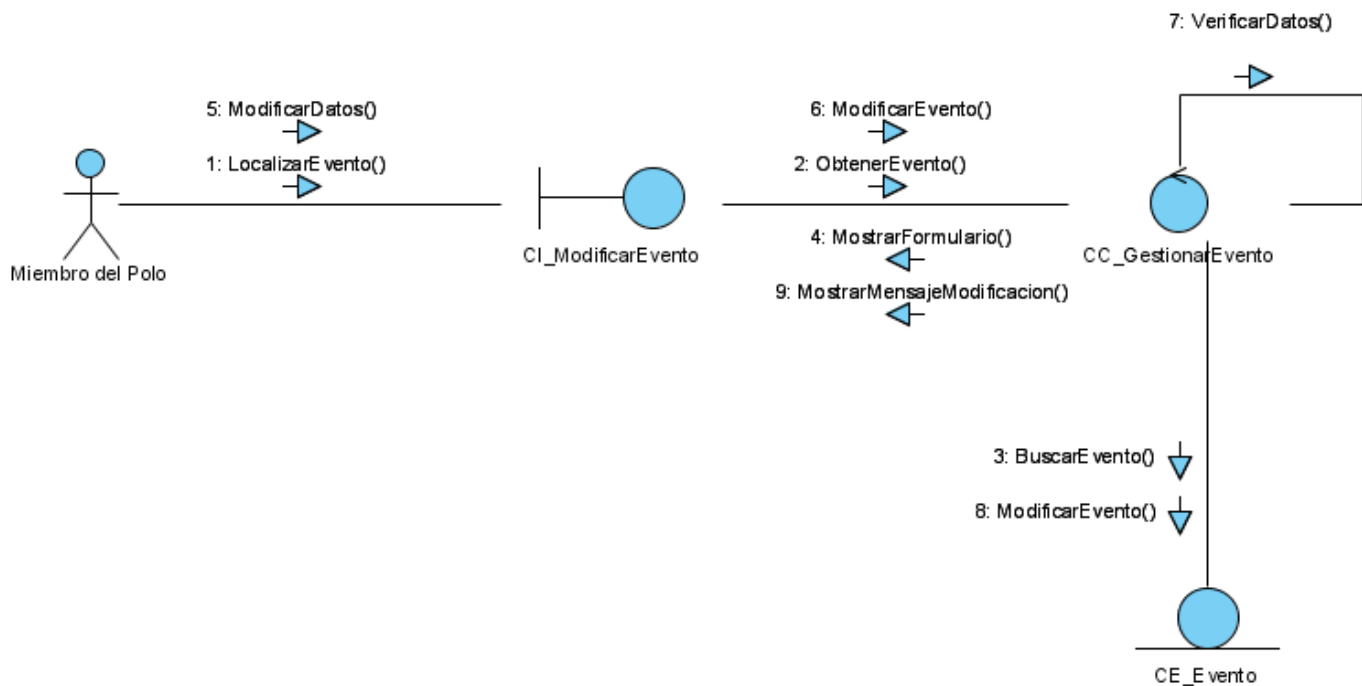 7: VerificarDatos()
5: ModificarDatos()
6: ModificarEvento()
1: LocalizarEvento()
2: ObtenerEvento()
4: MostrarFormulario()
CI_ModificarEvento
CC_GestionarEvento
Miembro del Polo
9: MostrarMensajeModificacion()
3: BuscarEvento()
8: ModificarEvento()
CE_Evento